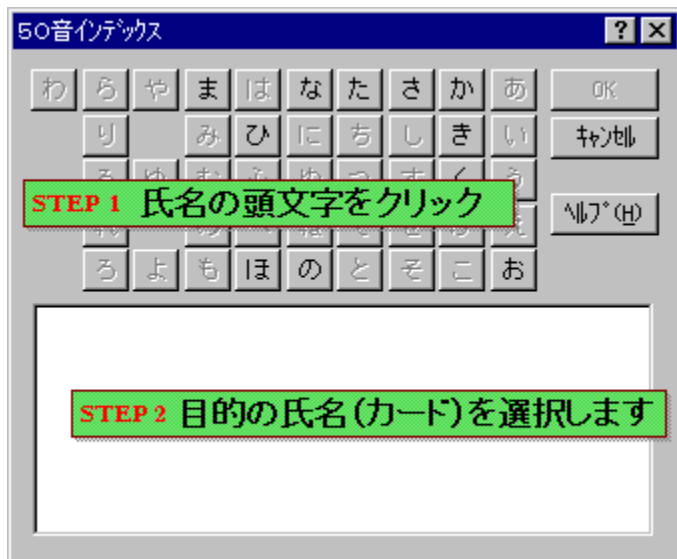 50音インデックス
わ ら や ま は な た さ か あ OK
り み ひ に ち し き い キャンセル
STEP 1 氏名の頭文字をクリック
ヘルプ(H)
ろ よ も ほ の と そ こ お
STEP 2 目的の氏名(カード)を選択します